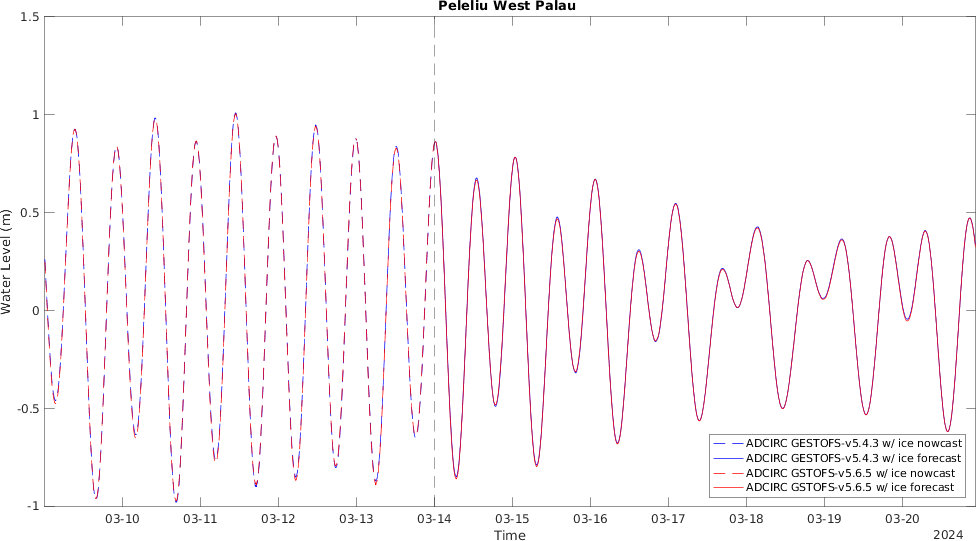 Peleliu West Palau
1.5
1
0.5
0
-0.5
-1
Water Level (m)
ADCIRC GESTOFS-v5.4.3 w/ ice nowcast
ADCIRC GESTOFS-v5.4.3 w/ ice forecast
ADCIRC GSTOFS-v5.6.5 w/ ice nowcast
ADCIRC GSTOFS-v5.6.5 w/ ice forecast
03-10 03-11 03-12 03-13 03-14 03-15 03-16 03-17 03-18 03-19 03-20
Time
2024